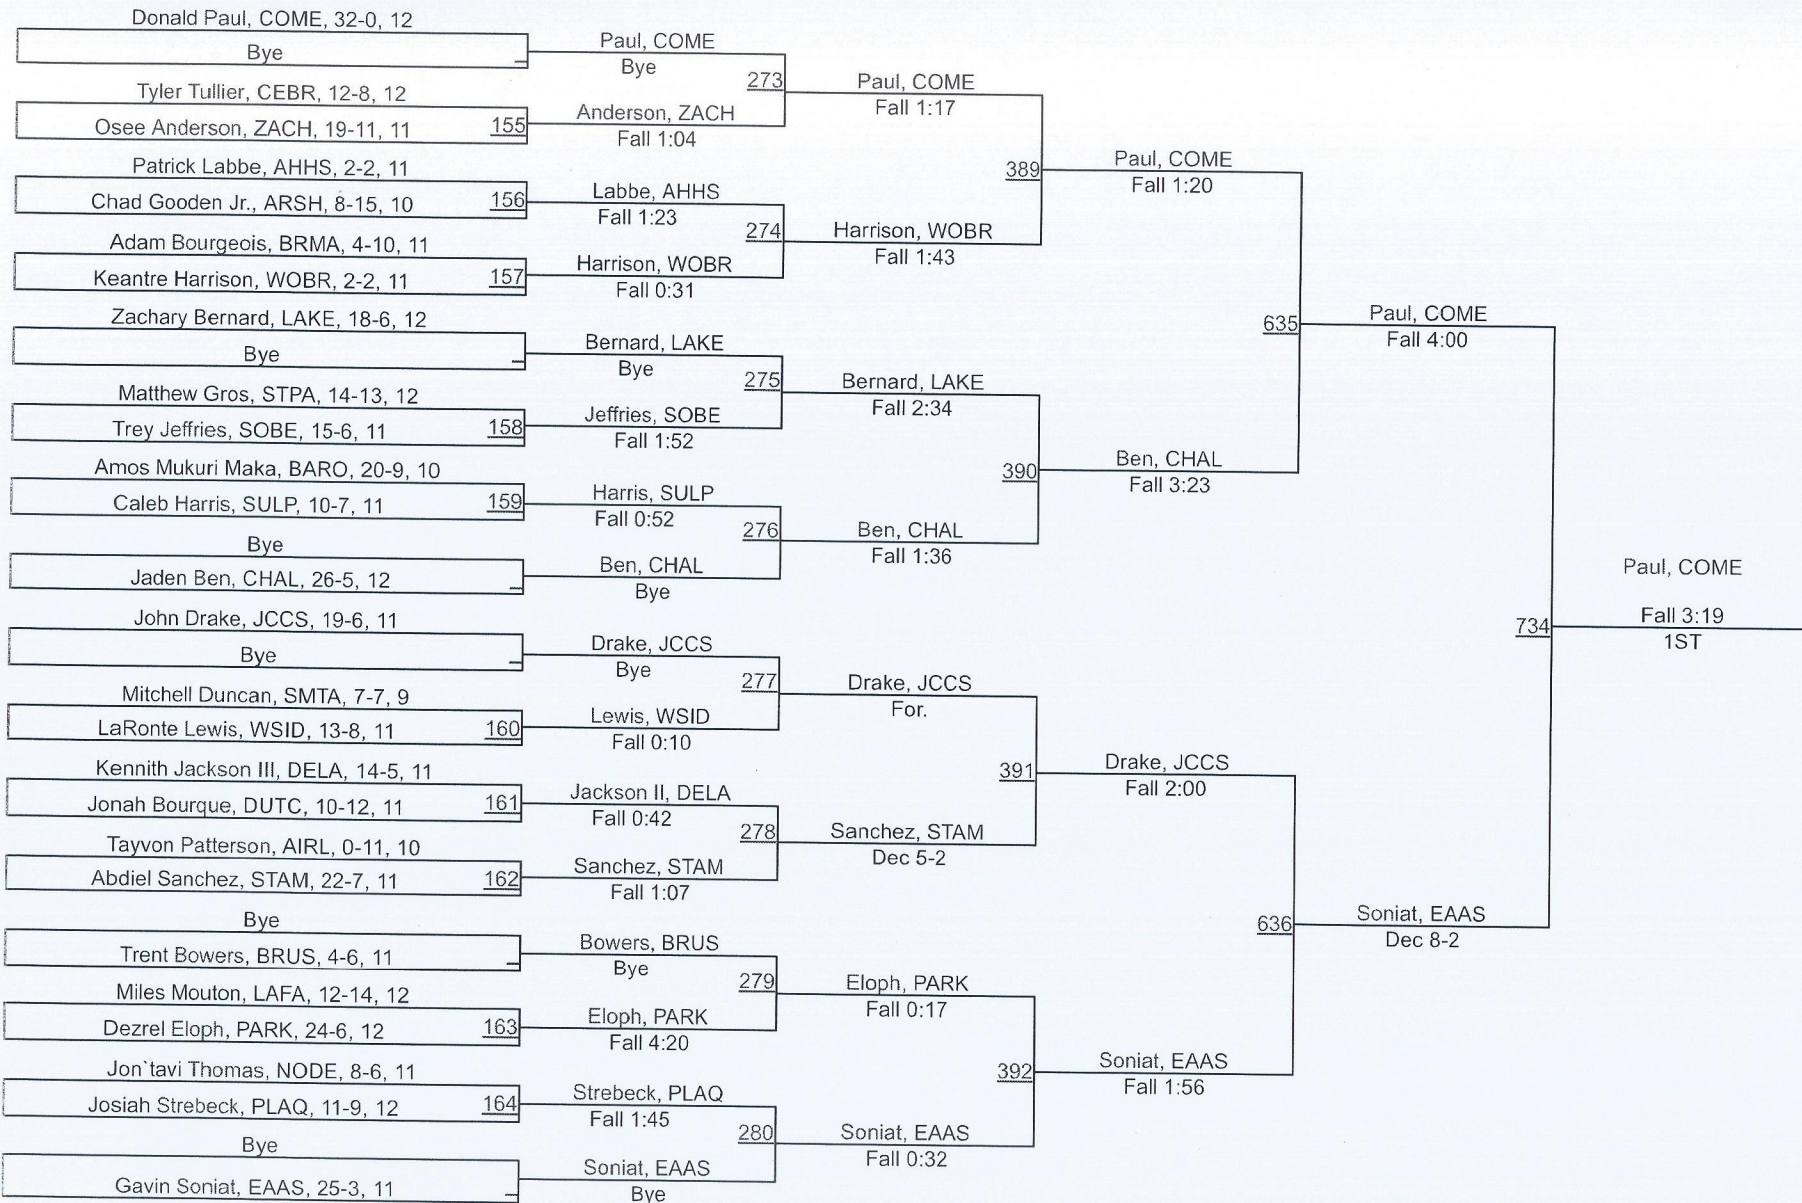 Donald Paul, COME, 32-0, 12
Bye
Tyler Tullier, CEBR, 12-8, 12
Osee Anderson, ZACH, 19-11, 11
155
Patrick Labbe, AHHS, 2-2, 11
Chad Gooden Jr., ARSH, 8-15, 10
156
Adam Bourgeois, BRMA, 4-10, 11
Keantre Harrison, WOBR, 2-2, 11
157
Zachary Bernard, LAKE, 18-6, 12
Bye
Matthew Gros, STPA, 14-13, 12
Trey Jeffries, SOBE, 15-6, 11
158
Amos Mukuri Maka, BARO, 20-9, 10
Caleb Harris, SULP, 10-7, 11
159
Bye
Jaden Ben, CHAL, 26-5, 12
John Drake, JCCS, 19-6, 11
Bye
Mitchell Duncan, SMTA, 7-7, 9
LaRonte Lewis, WSID, 13-8, 11
160
Kennith Jackson III, DELA, 14-5, 11
Jonah Bourque, DUTC, 10-12, 11
161
Tayvon Patterson, AIRL, 0-11, 10
Abdiel Sanchez, STAM, 22-7, 11
162
Bye
Trent Bowers, BRUS, 4-6, 11
Miles Mouton, LAFA, 12-14, 12
Dezrel Eloph, PARK, 24-6, 12
163
Jon`tavi Thomas, NODE, 8-6, 11
Josiah Strebeck, PLAQ, 11-9, 12
164
Bye
Gavin Soniat, EAAS, 25-3, 11
Paul, COME
Bye
273
Anderson, ZACH
Fall 1:04
Labbe, AHHS
Fall 1:23
274
Harrison, WOBR
Fall 0:31
Bernard, LAKE
Bye
275
Jeffries, SOBE
Fall 1:52
Harris, SULP
Fall 0:52
276
Ben, CHAL
Bye
Drake, JCCS
Bye
277
Lewis, WSID
Fall 0:10
Jackson II, DELA
Fall 0:42
278
Sanchez, STAM
Fall 1:07
Bowers, BRUS
Bye
279
Eloph, PARK
Fall 4:20
Strebeck, PLAQ
Fall 1:45
280
Soniat, EAAS
Bye
Paul, COME
Fall 1:17
389
Harrison, WOBR
Fall 1:43
Bernard, LAKE
Fall 2:34
390
Ben, CHAL
Fall 1:36
Drake, JCCS
For.
391
Sanchez, STAM
Dec 5-2
Eloph, PARK
Fall 0:17
392
Soniat, EAAS
Fall 0:32
Paul, COME
Fall 1:20
635
Ben, CHAL
Fall 3:23
Drake, JCCS
Fall 2:00
636
Soniat, EAAS
Fall 1:56
Paul, COME
Fall 4:00
734
Soniat, EAAS
Dec 8-2
Paul, COME
Fall 3:19
1ST